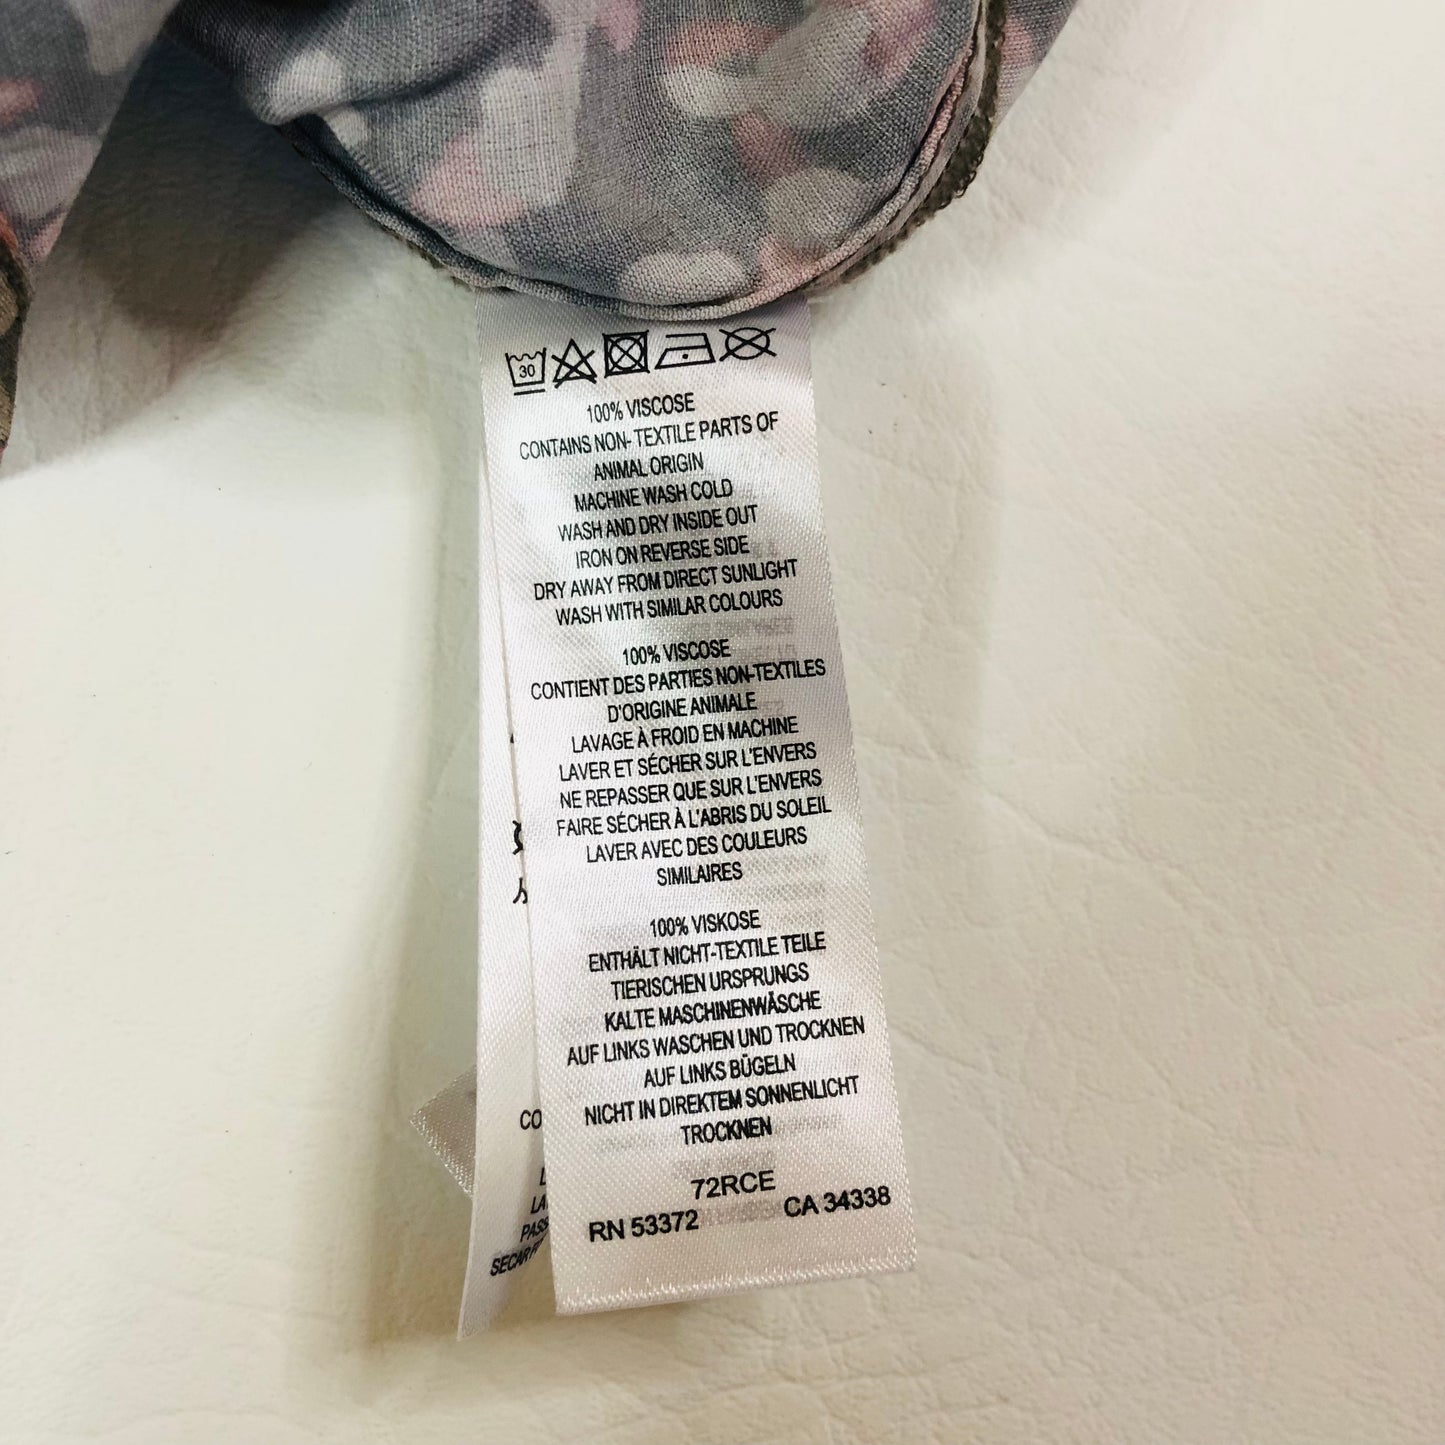 30
100% VISCOSE
CONTAINS NON- TEXTILE PARTS OF
ANIMAL ORIGIN
MACHINE WASH COLD
WASH AND DRY INSIDE OUT
IRON ON REVERSE SIDE
DRY AWAY FROM DIRECT SUNLIGHT
WASH WITH SIMILAR COLOURS
100% VISCOSE
CONTIENT DES PARTIES NON-TEXTILES
D'ORIGINE ANIMALE
LAVAGE À FROID EN MACHINE
LAVER ET SÉCHER SUR L'ENVERS
NE REPASSER QUE SUR L'ENVERS
FAIRE SÉCHER À L'ABRIS DU SOLEIL
LAVER AVEC DES COULEURS
SIMILAIRES
100% VISKOSE
ENTHÄLT NICHT-TEXTILE TEILE
TIERISCHEN URSPRUNGS
KALTE MASCHINENWÄSCHE
AUF LINKS WASCHEN UND TROCKNEN
AUF LINKS BÜGELN
NICHT IN DIREKTEM SONNENLICHT
TROCKNEN
72RCE
RN 53372 CA 34338